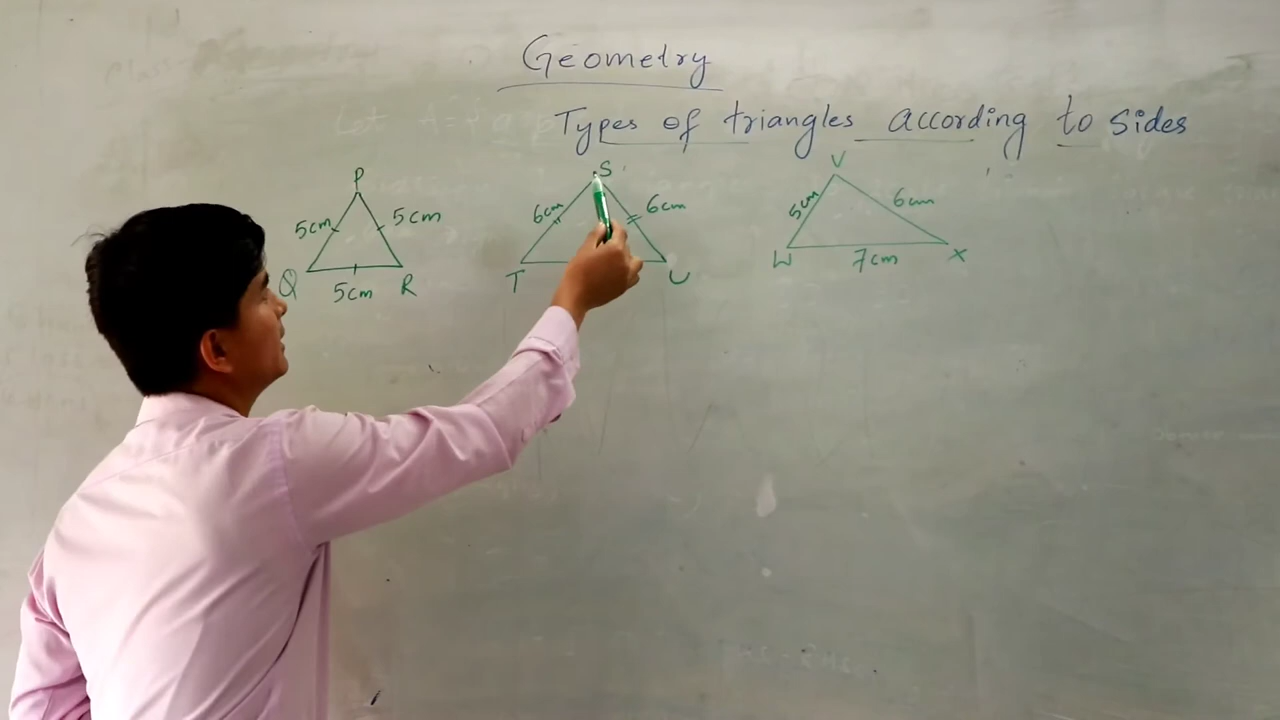 Geometry
Types of triangles according to sides
P
5cm 5cm
Q 5cm R
S
6cm 6cm
T U
V
5cm 6cm
W 7cm X